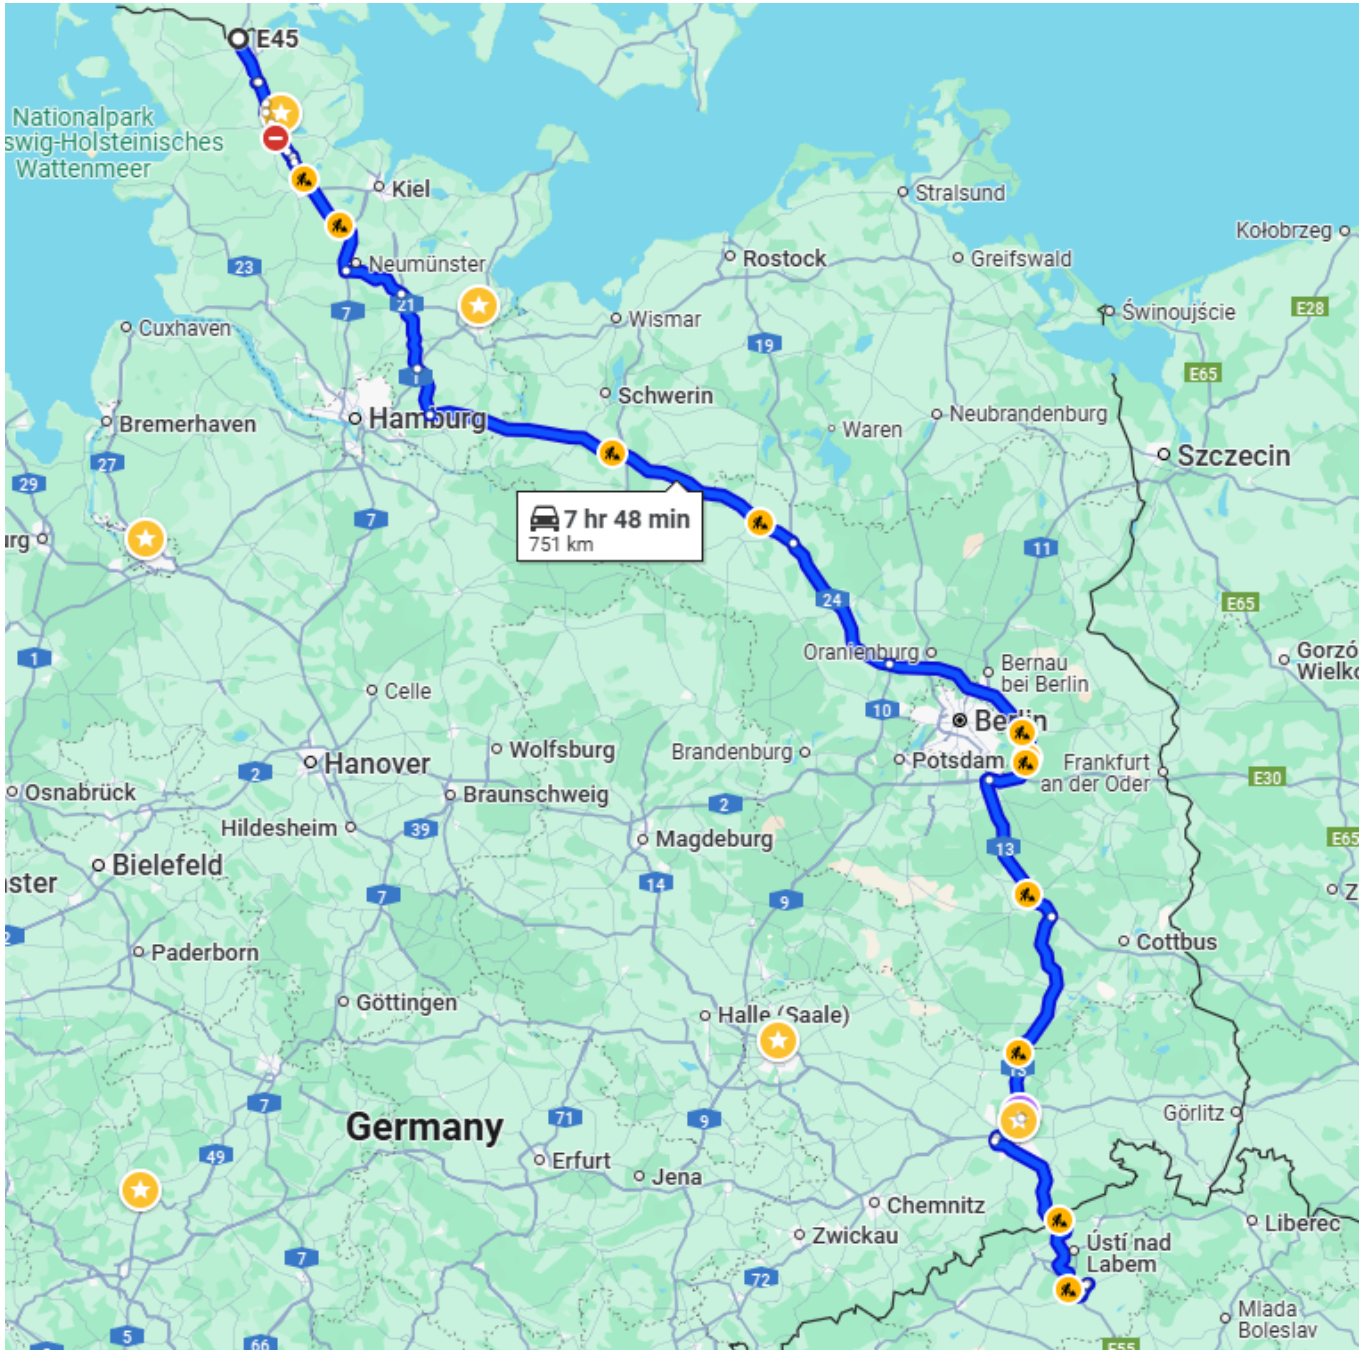 E45
Nationalpark
swig-Holsteinisches
Wattenmeer
Kiel
Stralsund
Kołobrzeg
23
Neumünster
Rostock
Greifswald
21
7
Cuxhaven
Wismar
Świnoujście
E28
19
1
E65
Schwerin
Bremerhaven
Hamburg
Neubrandenburg
Waren
Szczecin
27
29
7
7 hr 48 min
751 km
urg
11
24
E65
1
Oranienburg
Bernau
bei Berlin
Gorzó
Wielko
Celle
10
Berlin
Wolfsburg
Brandenburg
Potsdam
Frankfurt
an der Oder
Hanover
2
E30
Osnabrück
Braunschweig
2
Hildesheim
39
Magdeburg
13
E65
Bielefeld
ster
7
14
9
Z
2
Paderborn
Cottbus
Göttingen
Halle (Saale)
13
7
71
9
Görlitz
Germany
49
Erfurt
Jena
Chemnitz
Liberec
Zwickau
Ústí nad
Labem
7
72
Mlada
Boleslav
5
66
E55